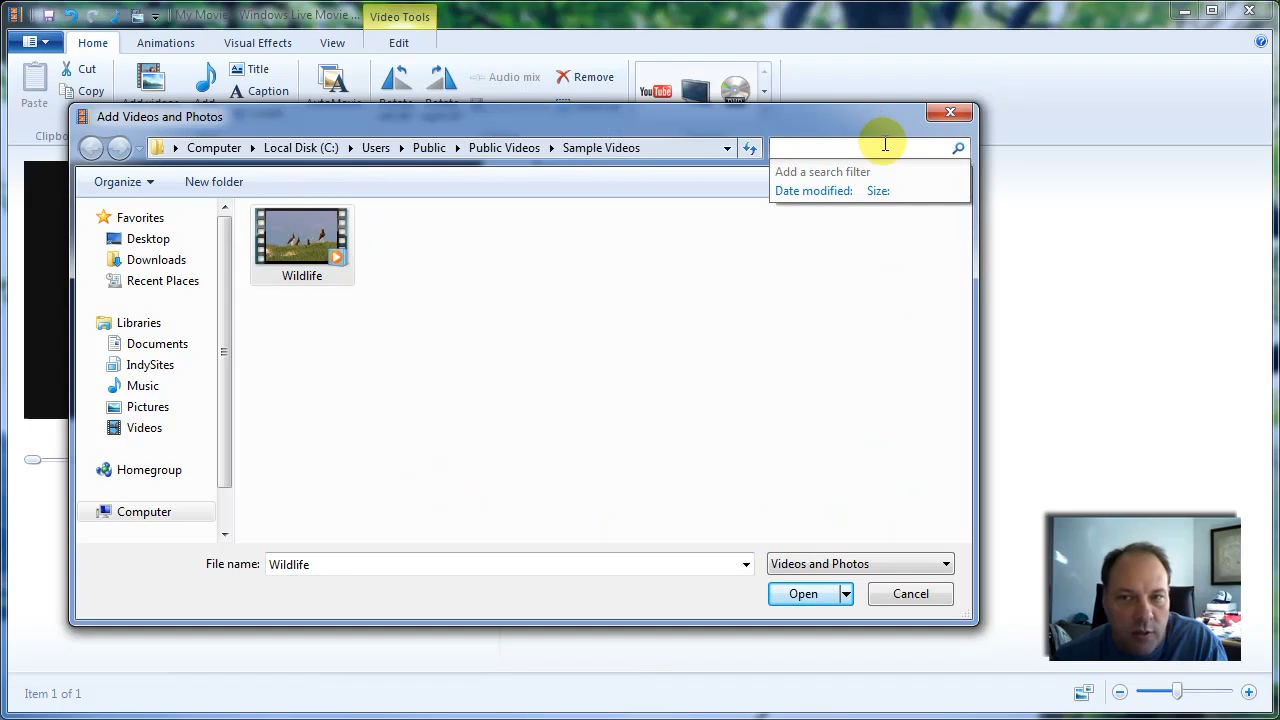 My Movie - Windows Live Movie ... Video Tools
Home Animations Visual Effects View Edit
Paste
Cut
Copy
Title
Caption
Audio mix
Remove
YouTube
Add Videos and Photos
Computer Local Disk (C:) Users Public Public Videos Sample Videos
Organize New folder
Add a search filter
Date modified: Size:
Favorites
Desktop
Downloads
Recent Places
Libraries
Documents
IndySites
Music
Pictures
Videos
Homegroup
Computer
Wildlife
File name: Wildlife
Videos and Photos
Open Cancel
Item 1 of 1